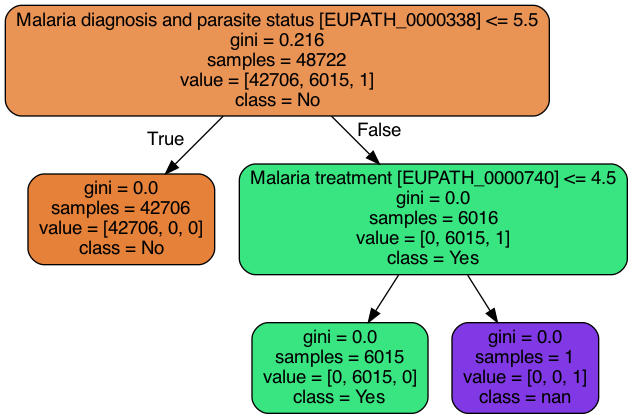 Malaria diagnosis and parasite status [EUPATH_0000338] <= 5.5
gini = 0.216
samples = 48722
value = [42706, 6015, 1]
class = No
True
False
gini = 0.0
samples = 42706
value = [42706, 0, 0]
class = No
Malaria treatment [EUPATH_0000740] <= 4.5
gini = 0.0
samples = 6016
value = [0, 6015, 1]
class = Yes
gini = 0.0
samples = 6015
value = [0, 6015, 0]
class = Yes
gini = 0.0
samples = 1
value = [0, 0, 1]
class = nan